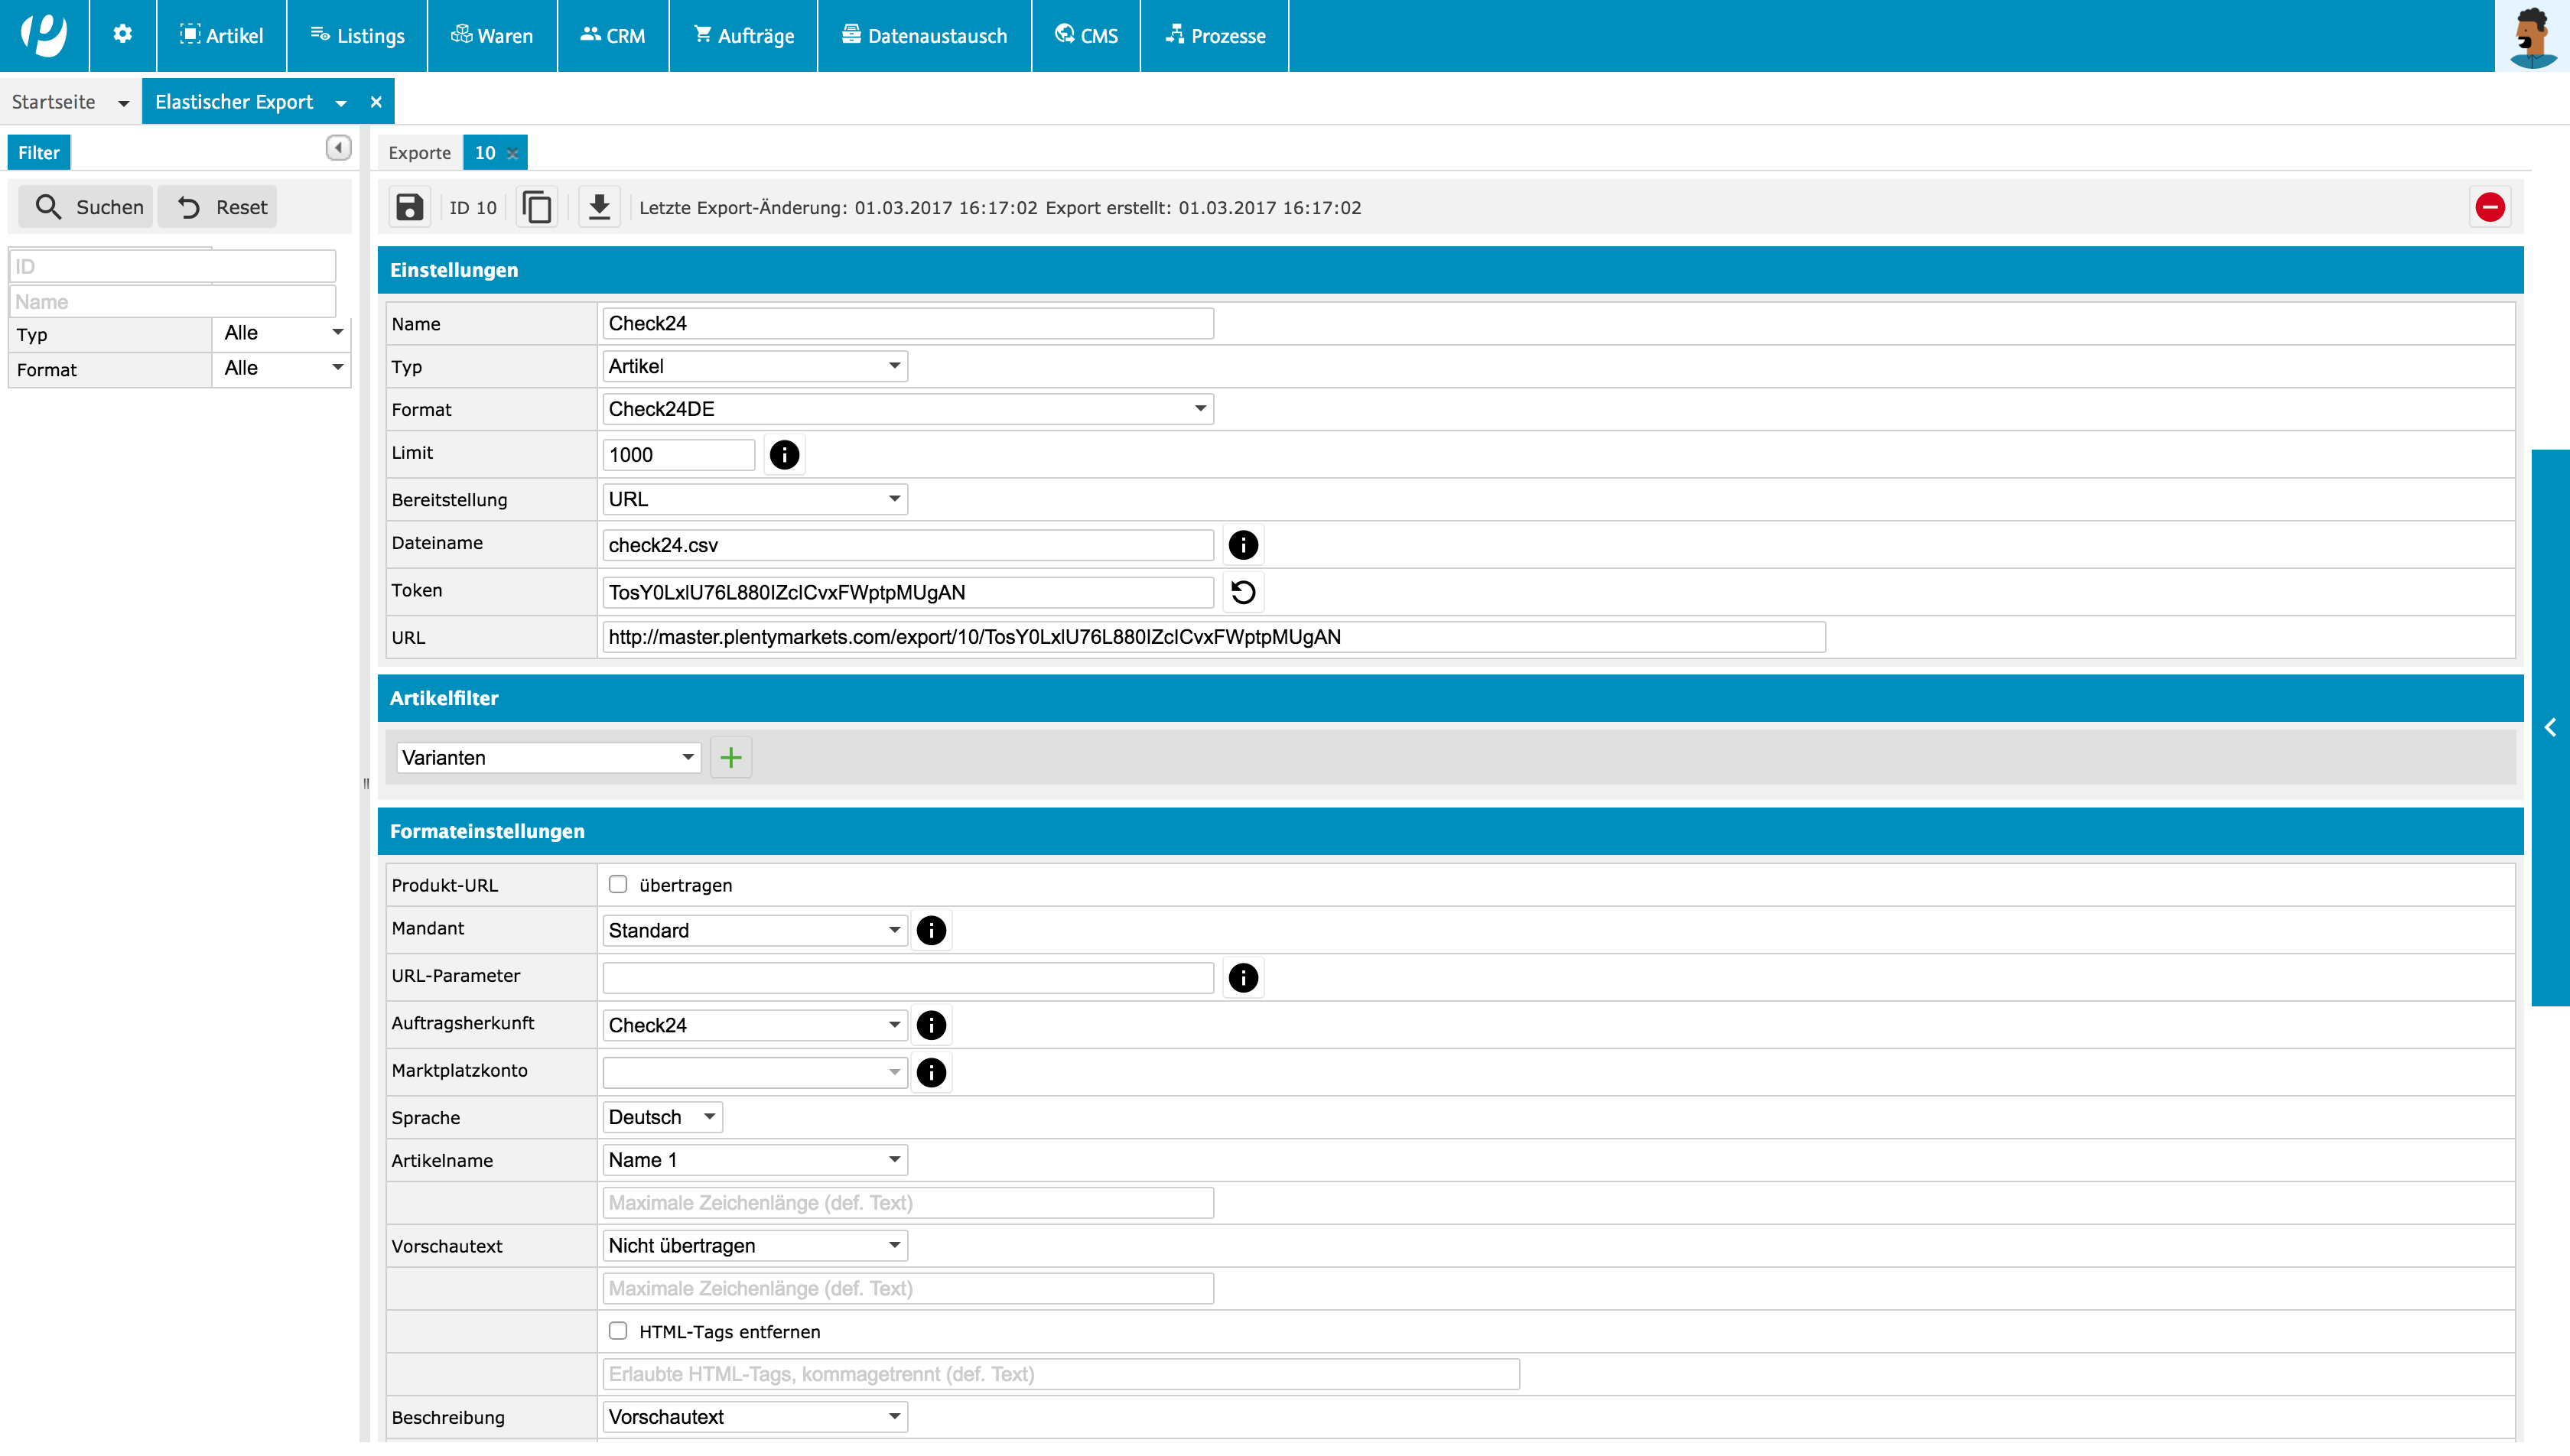 Artikel Listings Waren CRM Aufträge Datenaustausch CMS Prozesse
Startseite Elastischer Export
Filter
Suchen Reset
ID
Name
Typ Alle
Format Alle
Exporte 10
ID 10 Letzte Export-Änderung: 01.03.2017 16:17:02 Export erstellt: 01.03.2017 16:17:02
Einstellungen
Name Check24
Typ Artikel
Format Check24DE
Limit 1000
Bereitstellung URL
Dateiname check24.csv
Token TosY0LxlU76L880IZcICvxFWptpMUgAN
URL http://master.plentymarkets.com/export/10/TosY0LxlU76L880IZcICvxFWptpMUgAN
Artikelfilter
Varianten
Formateinstellungen
Produkt-URL übertragen
Mandant Standard
URL-Parameter
Auftragsherkunft Check24
Marktplatzkonto
Sprache Deutsch
Artikelname Name 1
Maximale Zeichenlänge (def. Text)
Vorschautext Nicht übertragen
Maximale Zeichenlänge (def. Text)
HTML-Tags entfernen
Erlaubte HTML-Tags, kommagetrennt (def. Text)
Beschreibung Vorschautext